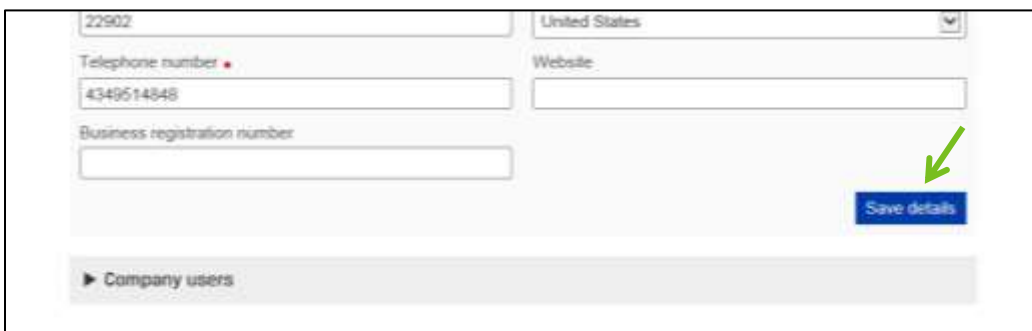 22902 United States
Telephone number Website
4349514848
Business registration number
Save details
Company users